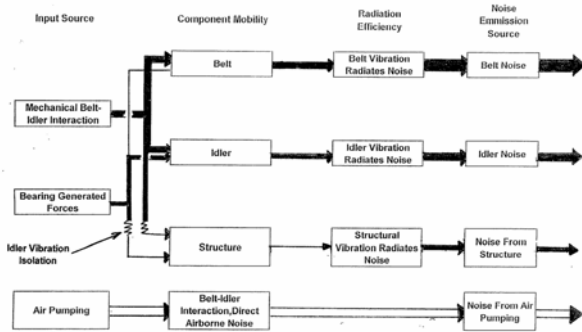 Input Source
Component Mobility
Radiation
Efficiency
Noise
Emmission
Source
Belt
Belt Vibration
Radiates Noise
Belt Noise
Mechanical Belt-
Idler Interaction
Idler
Idler Vibration
Radiates Noise
Idler Noise
Bearing Generated
Forces
Idler Vibration
Isolation
Structure
Structural
Vibration Radiates
Noise
Noise From
Structure
Air Pumping
Belt-Idler
Interaction,Direct
Airborne Noise
Noise From Air
Pumping